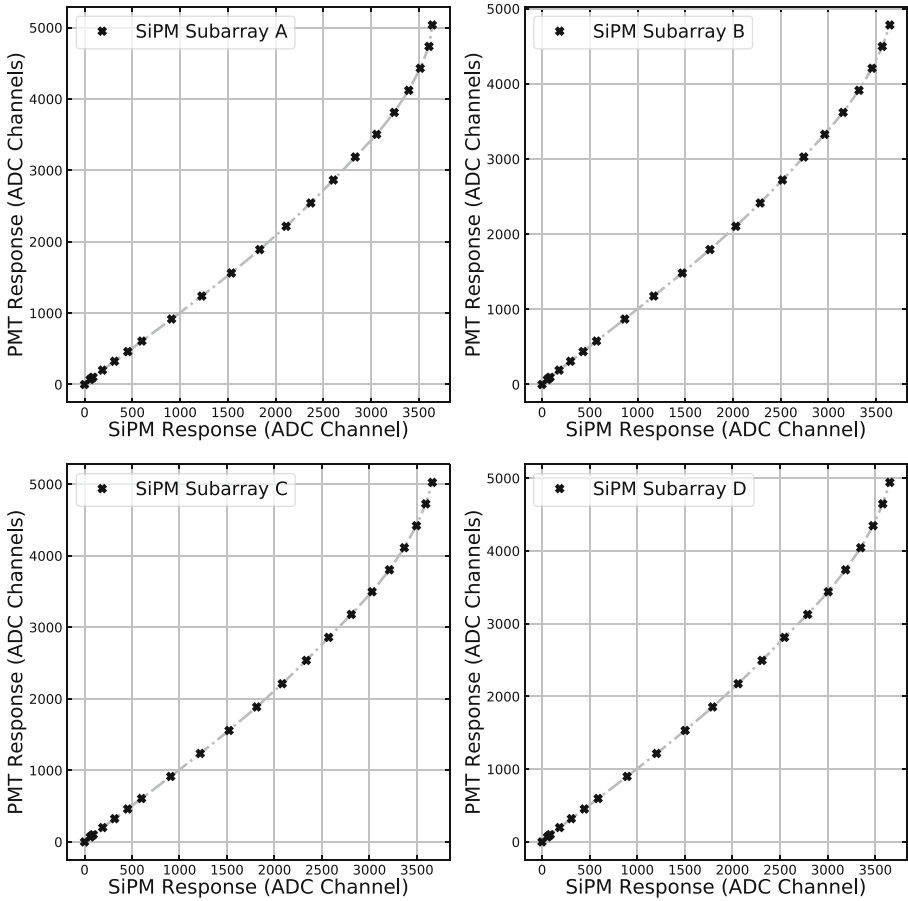 SiPM Subarray A
PMT Response (ADC Channels)
5000
4000
3000
2000
1000
0
0 500 1000 1500 2000 2500 3000 3500
SiPM Response (ADC Channel)
SiPM Subarray B
PMT Response (ADC Channels)
5000
4000
3000
2000
1000
0
0 500 1000 1500 2000 2500 3000 3500
SiPM Response (ADC Channel)
SiPM Subarray C
PMT Response (ADC Channels)
5000
4000
3000
2000
1000
0
0 500 1000 1500 2000 2500 3000 3500
SiPM Response (ADC Channel)
SiPM Subarray D
PMT Response (ADC Channels)
5000
4000
3000
2000
1000
0
0 500 1000 1500 2000 2500 3000 3500
SiPM Response (ADC Channel)